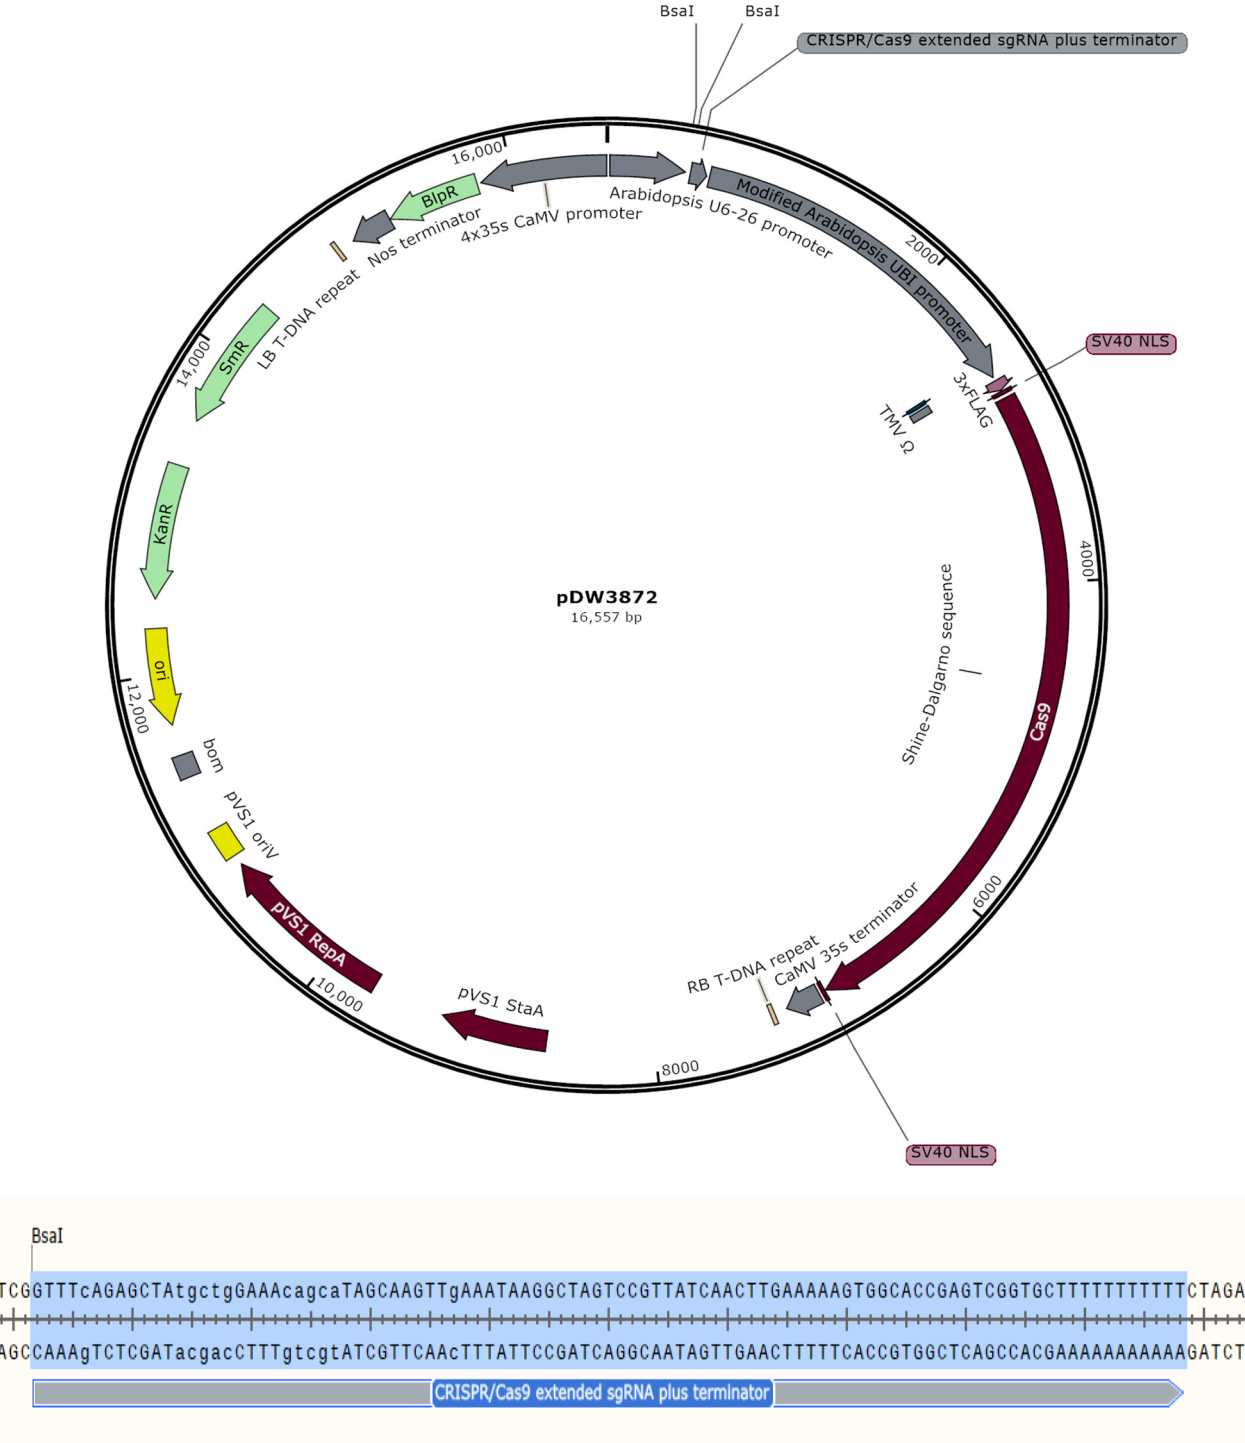 BsaI
BsaI
CRISPR/Cas9 extended sgRNA plus terminator
16,000
BlpR
4x35s CaMV promoter
Arabidopsis U6-26 promoter
Modified Arabidopsis UBI promoter
2000
Nos terminator
LB T-DNA repeat
SmR
14,000
SV40 NLS
3xFLAG
TMV Ω
KanR
4000
pDW3872
16,557 bp
Shine-Dalgarno sequence
ori
12,000
Cas9
bom
pVS1 oriV
pVS1 RepA
10,000
pVS1 StaA
RB T-DNA repeat
CaMV 35s terminator
6000
8000
SV40 NLS
BsaI
TCGGTTTcAGAGCTAtgctgGAAAcagcaTAGCAAGTTgAAATAAGGCTAGTCCGTTATCAACTTGAAAAAGTGGCACCGAGTCGGTGCTTTTTTTTTTTCTAGA
AGCCAAAgTCTCGATacgacCTTTgtcgtATCGTTCAAcTTTATTCCGATCAGGCAATAGTTGAACTTTTTCACCGTGGCTCAGCCACGAAAAAAAAAAAGATCT
CRISPR/Cas9 extended sgRNA plus terminator